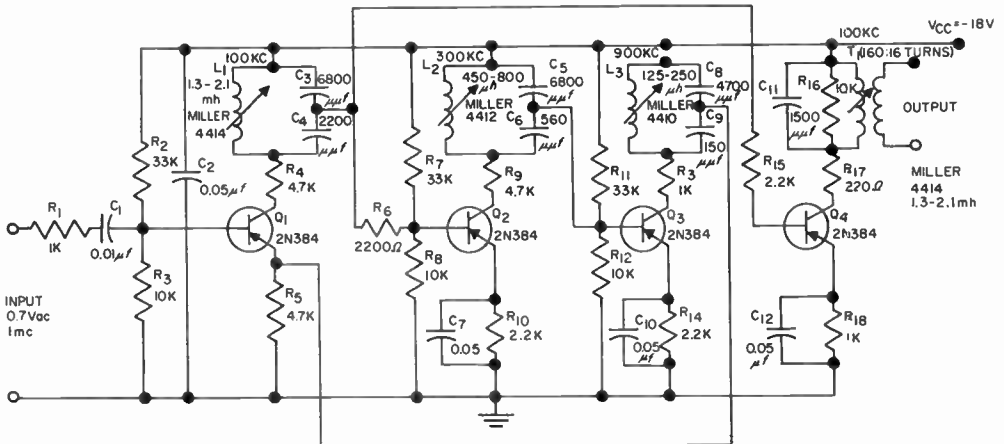 100KC
300KC
900KC
100KC
VCC=-18V
T1(160:16 TURNS)
L1
1.3-2.1
mh
MILLER
4414
C3
6800
μμf
C4
2200
μμf
L2
450-800
μh
MILLER
4412
C5
6800
μμf
C6
560
μμf
L3
125-250
μh
MILLER
4410
C8
4700
μμf
C9
150
μμf
C11
1500
μμf
R16
10K
OUTPUT
MILLER
4414
1.3-2.1mh
R2
33K
C2
0.05μf
R4
4.7K
R7
33K
R9
4.7K
R11
33K
R3
1K
R15
2.2K
R17
220Ω
R1
1K
C1
0.01μf
Q1
2N384
R6
2200Ω
Q2
2N384
Q3
2N384
Q4
2N384
R3
10K
R5
4.7K
R8
10K
R12
10K
INPUT
0.7Vac
1mc
C7
0.05
R10
2.2K
C10
0.05
μf
R14
2.2K
C12
0.05
μf
R18
1K